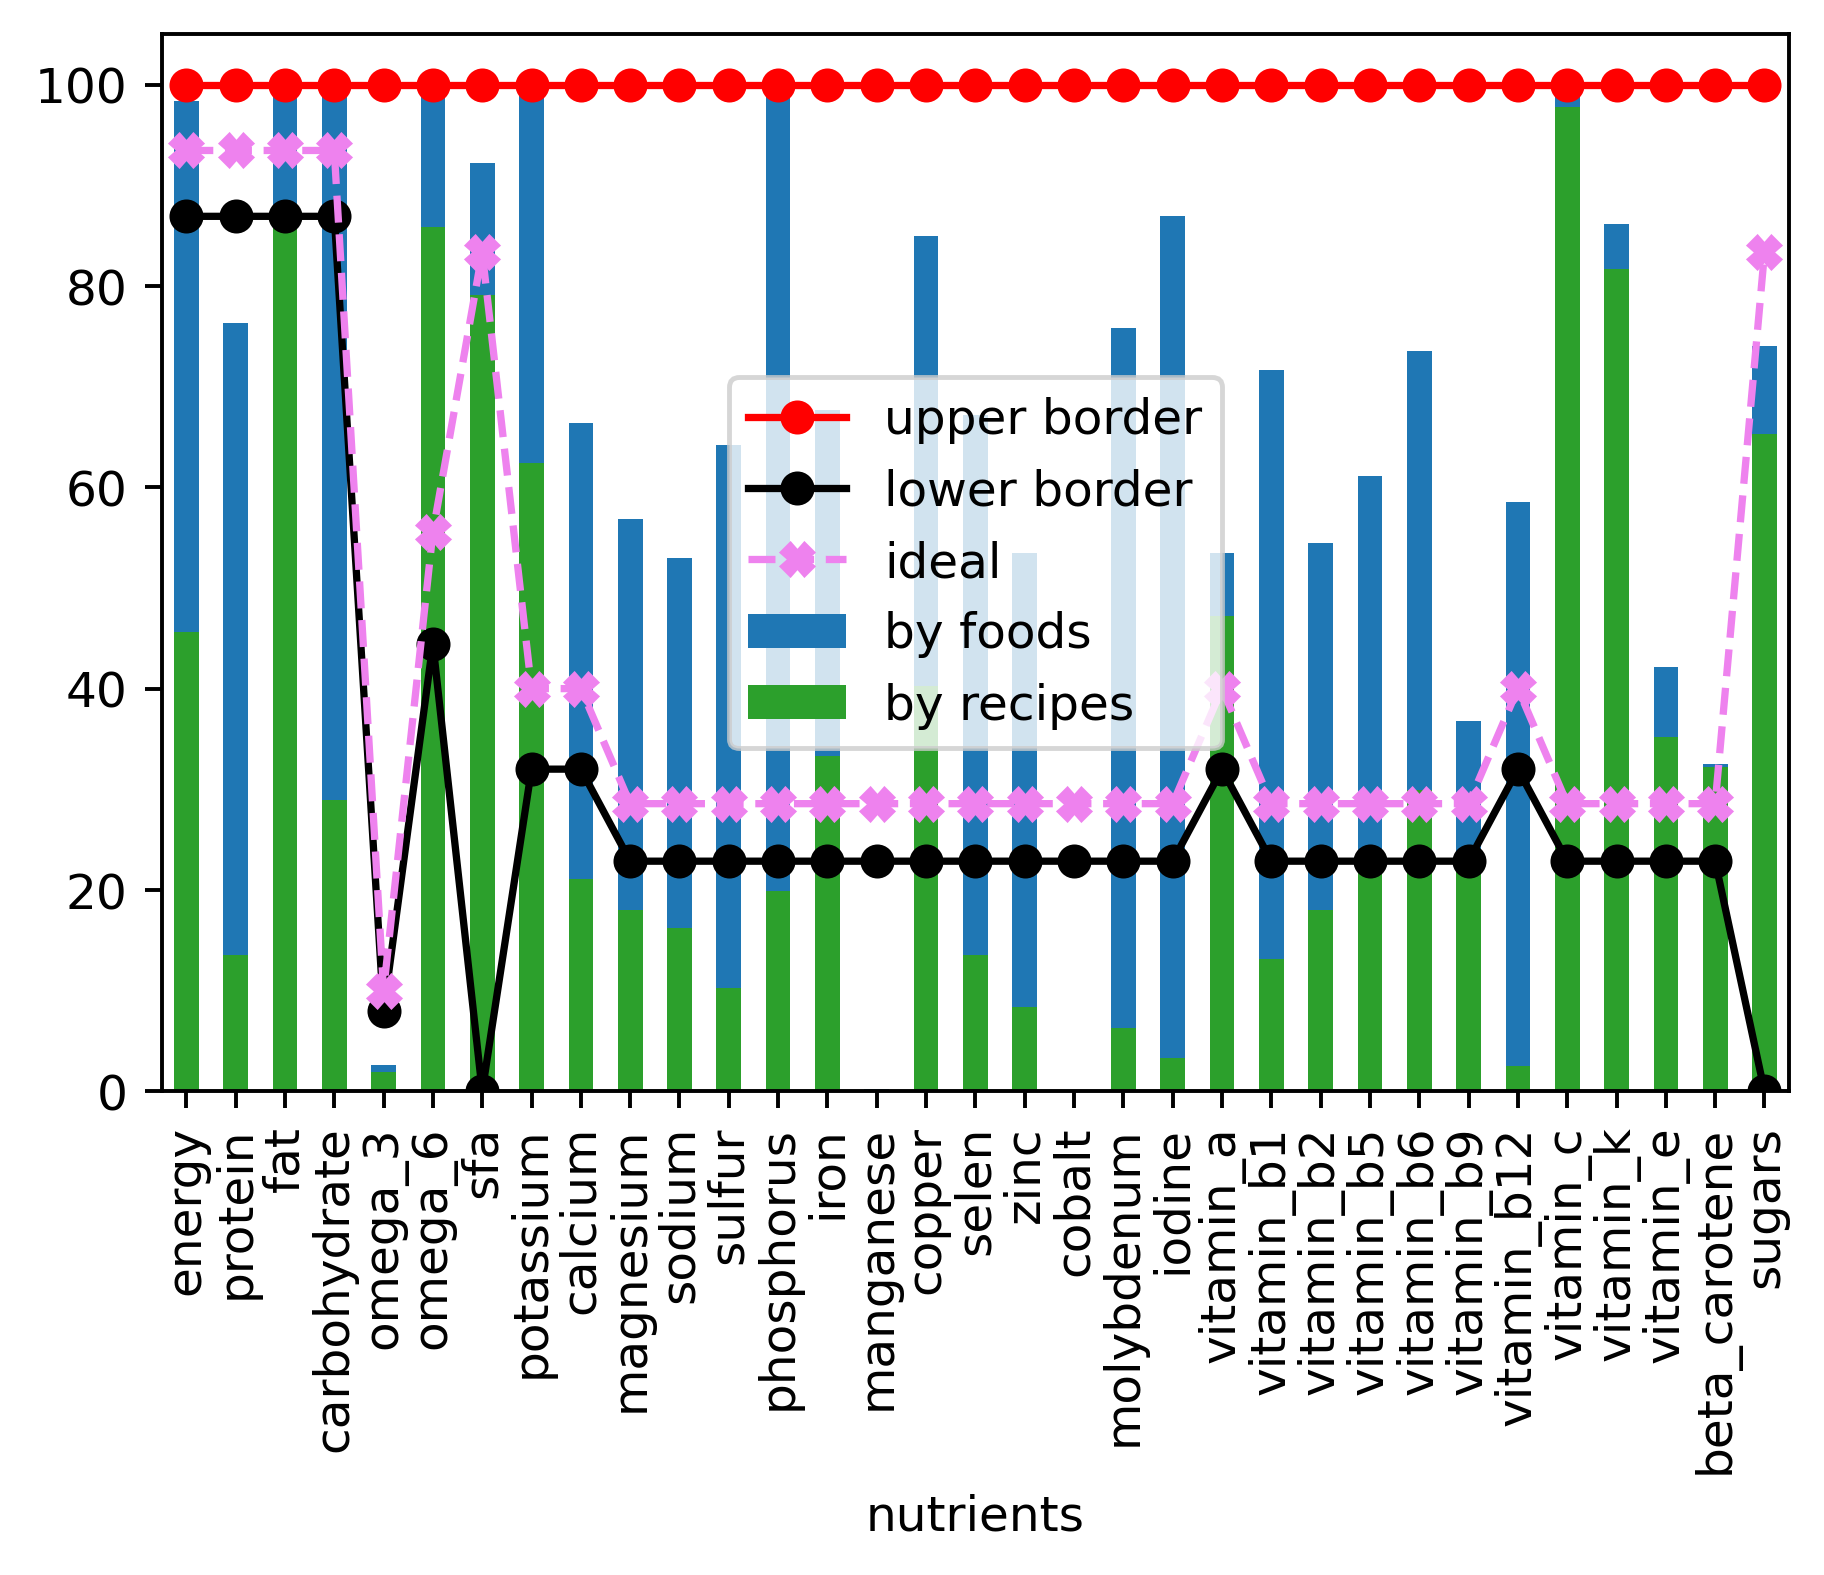 100
80
60
40
20
0
upper border
lower border
ideal
by foods
by recipes
energy
protein
fat
carbohydrate
omega_3
omega_6
sfa
potassium
calcium
magnesium
sodium
sulfur
phosphorus
iron
manganese
copper
selen
zinc
cobalt
molybdenum
iodine
vitamin_a
vitamin_b1
vitamin_b2
vitamin_b5
vitamin_b6
vitamin_b9
vitamin_b12
vitamin_c
vitamin_k
vitamin_e
beta_carotene
sugars
nutrients